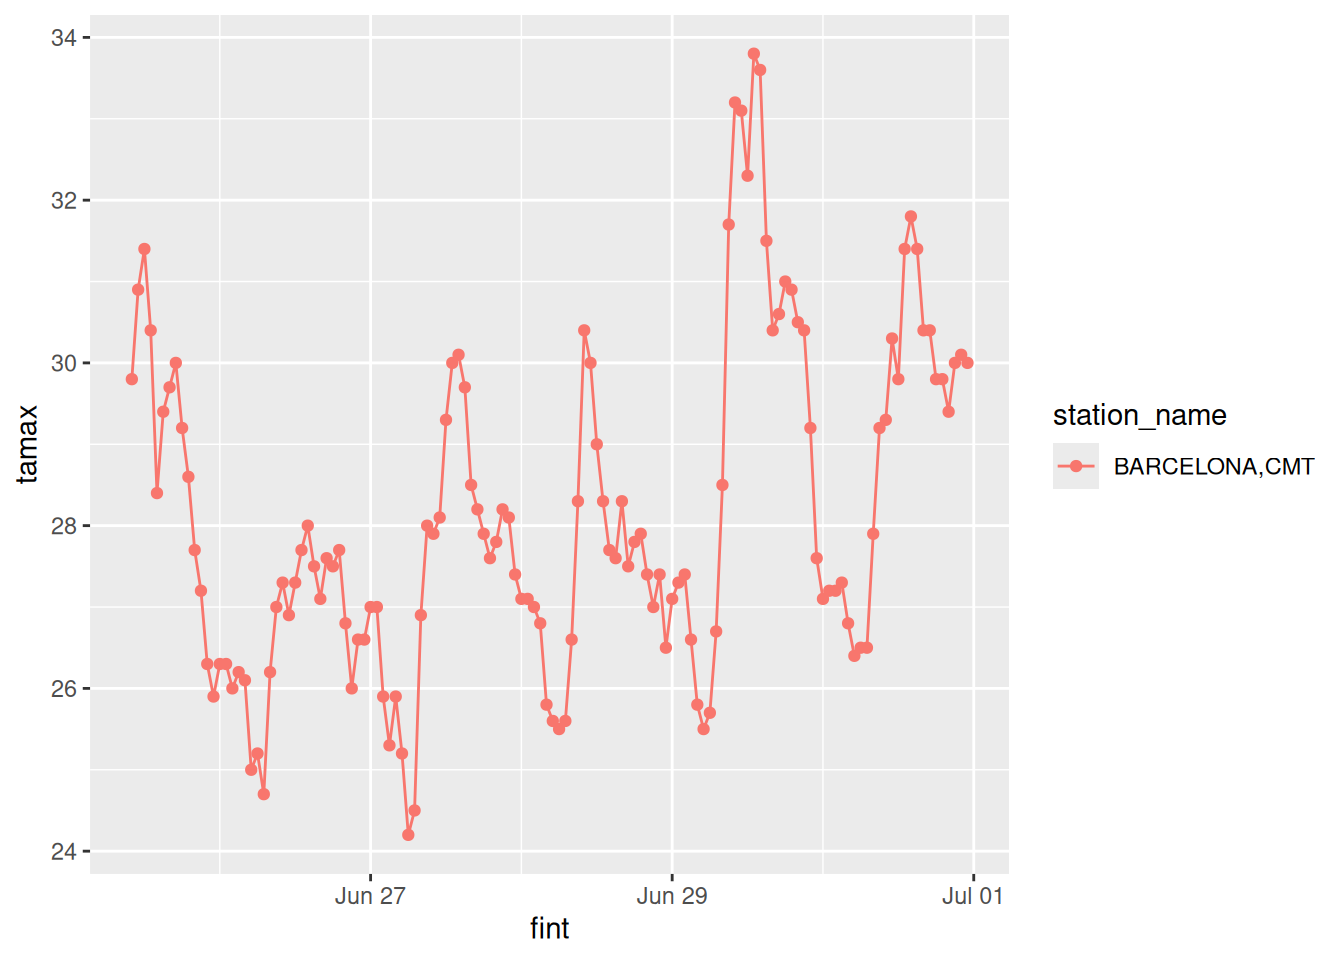 34
32
30
28
26
24
tamax
Jun 27
Jun 29
Jul 01
fint
station_name
BARCELONA,CMT